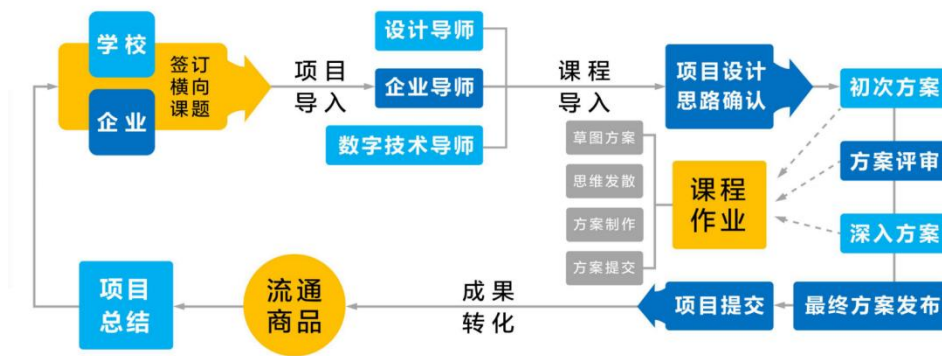 学校
企业
签订
横向
课题
项目
导入
设计导师
企业导师
数字技术导师
课程
导入
项目设计
思路确认
初次方案
方案评审
深入方案
草图方案
思维发散
方案制作
方案提交
课程
作业
最终方案发布
项目提交
成果
转化
流通
商品
项目
总结